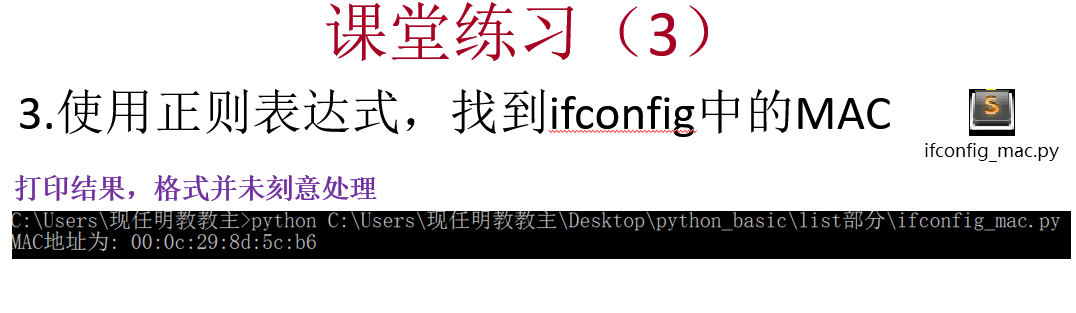 课堂练习（3）
3.使用正则表达式，找到ifconfig中的MAC
ifconfig_mac.py
打印结果，格式并未刻意处理
C:\Users\现任明教教主>python C:\Users\现任明教教主\Desktop\python_basic\list部分\ifconfig_mac.py
MAC地址为: 00:0c:29:8d:5c:b6